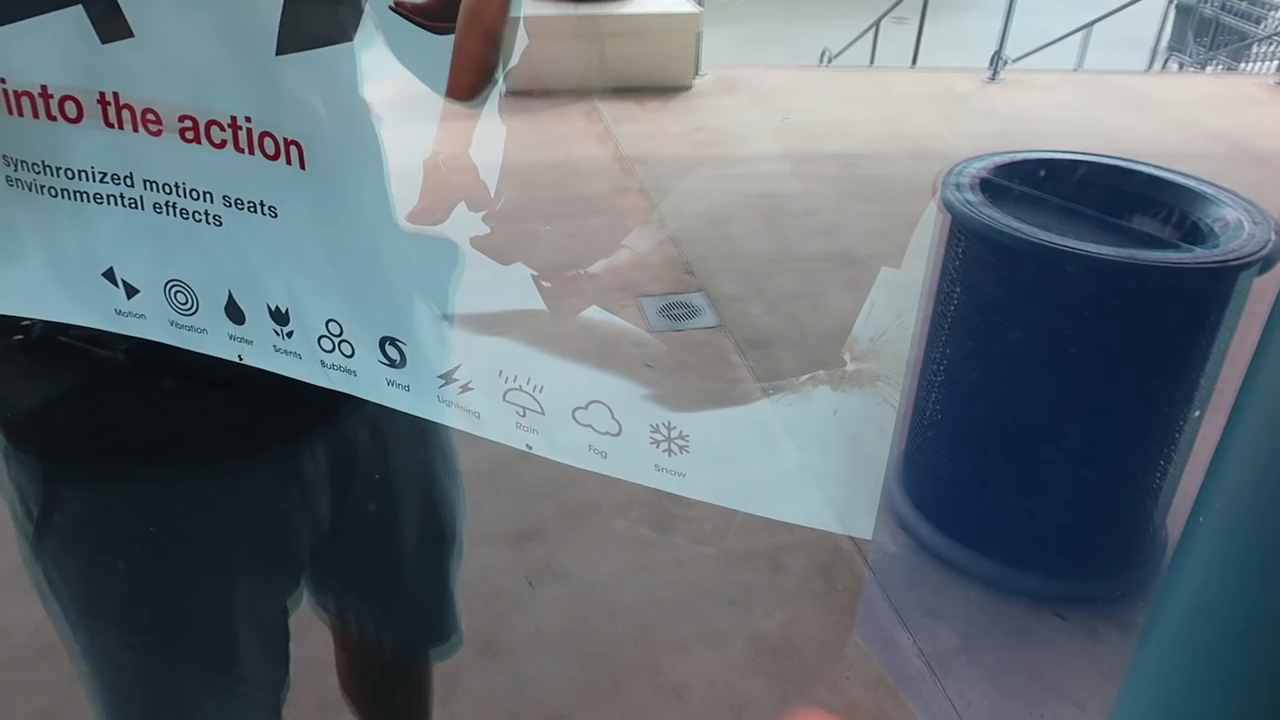 into the action
synchronized motion seats
environmental effects
Motion
Vibration
Water
Scents
Bubbles
Wind
Lightning
Rain
Fog
Snow